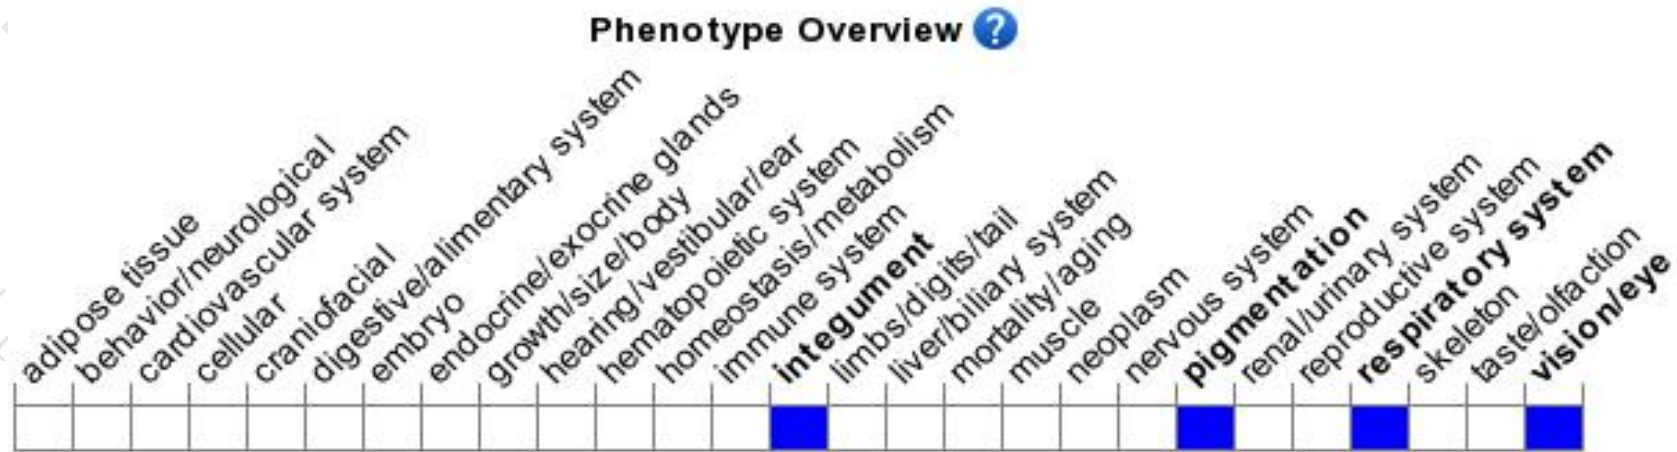 Phenotype Overview ?
adipose tissue
behavior/neurological
cardiovascular system
cellular
craniofacial
digestive/alimentary system
embryo
endocrine/exocrine glands
growth/size/body
hearing/vestibular/ear
hematopoietic system
homeostasis/metabolism
immune system
integument
limbs/digits/tail
liver/biliary system
mortality/aging
muscle
neoplasm
nervous system
pigmentation
renal/urinary system
reproductive system
respiratory system
skeleton
taste/olfaction
vision/eye